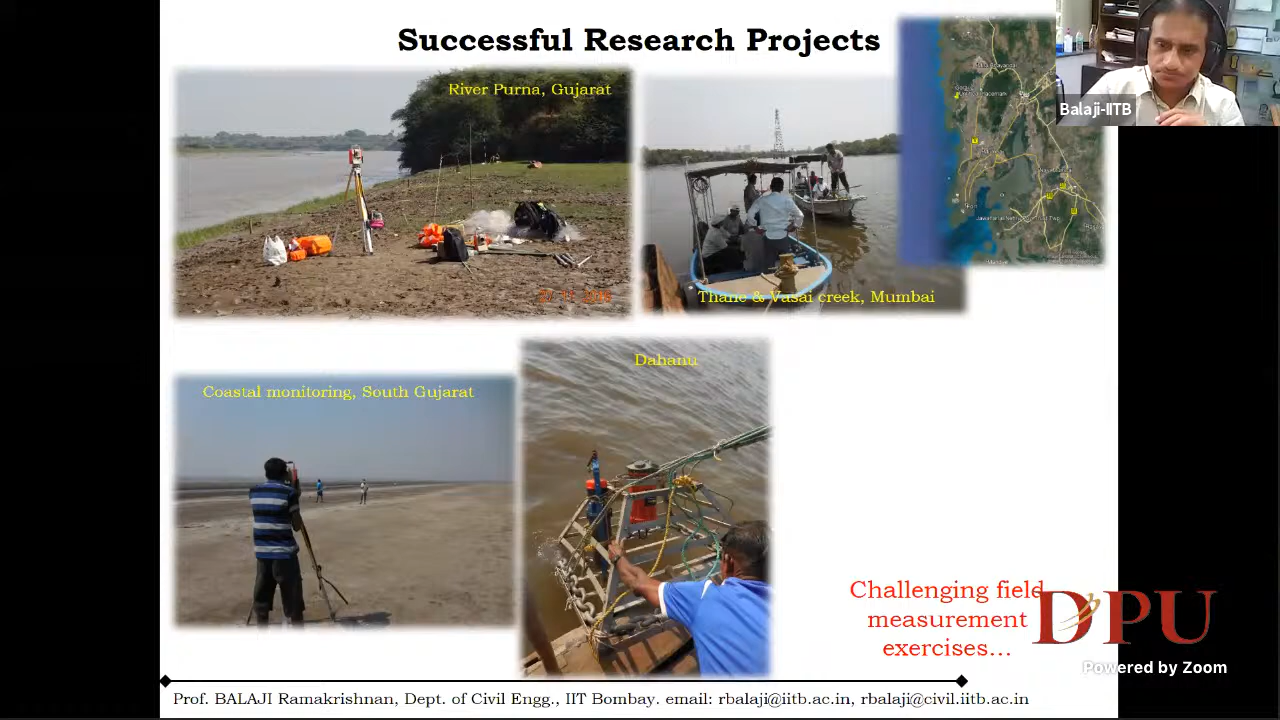 Successful Research Projects
River Purna, Gujarat
Balaji-IITB
Thane & Vasai creek, Mumbai
Coastal monitoring, South Gujarat
Dahanu
Challenging field
measurement
exercises...
DPU
Powered by Zoom
Prof. BALAJI Ramakrishnan, Dept. of Civil Engg., IIT Bombay. email: rbalaji@iitb.ac.in, rbalaji@civil.iitb.ac.in